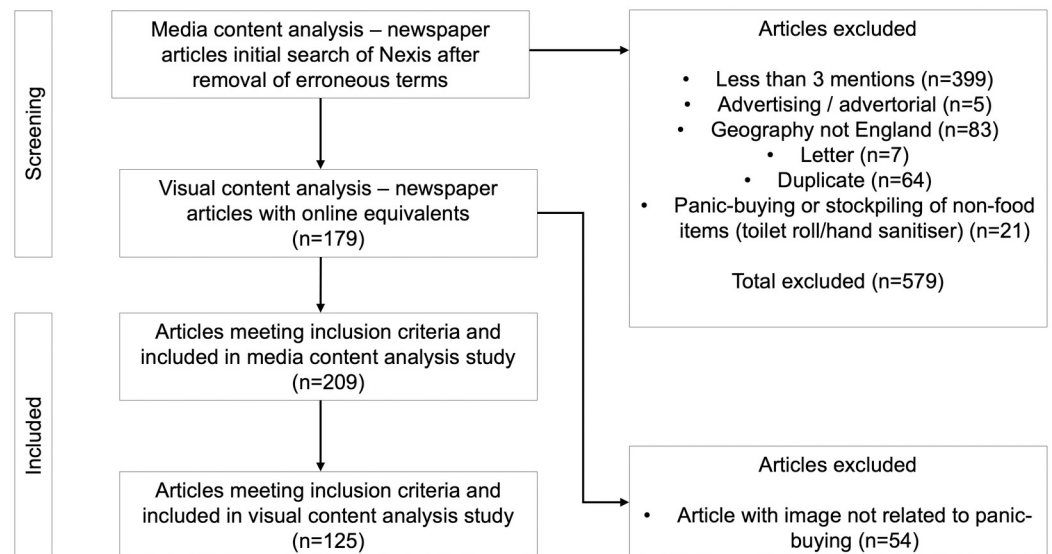 Screening
Media content analysis – newspaper
articles initial search of Nexis after
removal of erroneous terms
Articles excluded
• Less than 3 mentions (n=399)
• Advertising / advertorial (n=5)
• Geography not England (n=83)
• Letter (n=7)
• Duplicate (n=64)
• Panic-buying or stockpiling of non-food
items (toilet roll/hand sanitiser) (n=21)
Total excluded (n=579)
Visual content analysis – newspaper
articles with online equivalents
(n=179)
Included
Articles meeting inclusion criteria and
included in media content analysis study
(n=209)
Articles meeting inclusion criteria and
included in visual content analysis study
(n=125)
Articles excluded
• Article with image not related to panic-
buying (n=54)